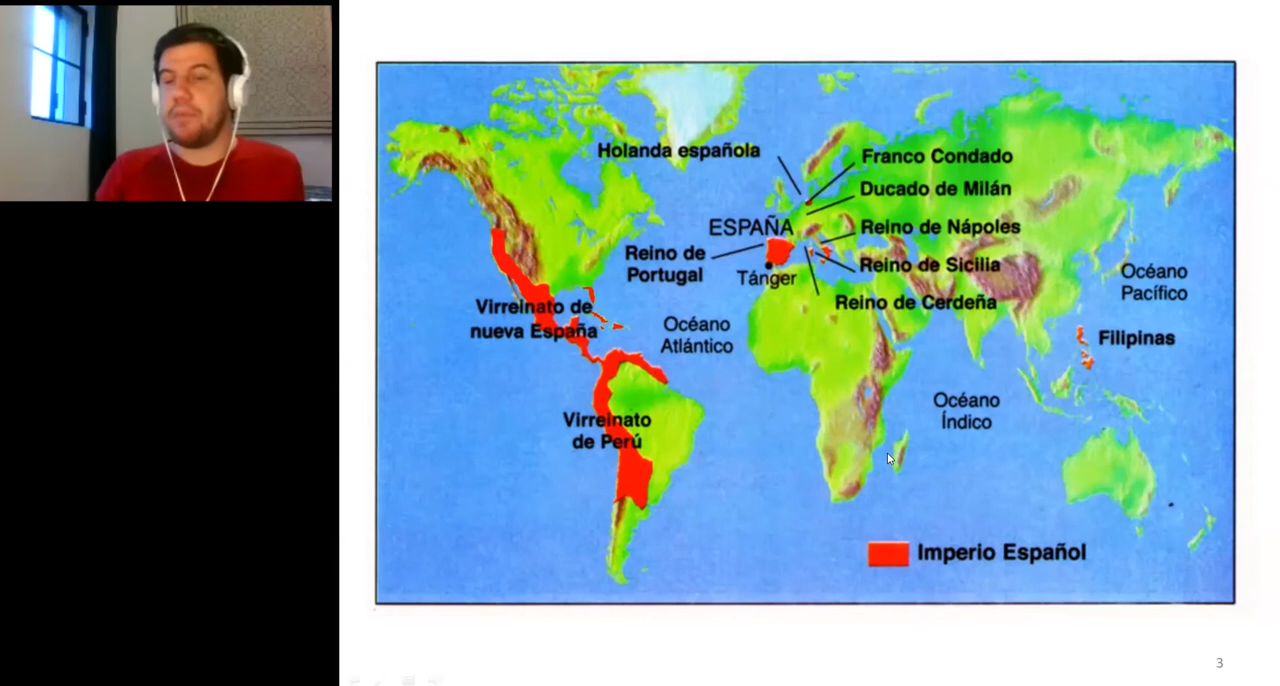 Holanda española
Franco Condado
Ducado de Milán
ESPAÑA
Reino de Nápoles
Reino de
Portugal
Reino de Sicilia
Tánger
Océano
Pacífico
Reino de Cerdeña
Virreinato de
nueva España
Océano
Atlántico
Filipinas
Océano
Índico
Virreinato
de Perú
Imperio Español
3